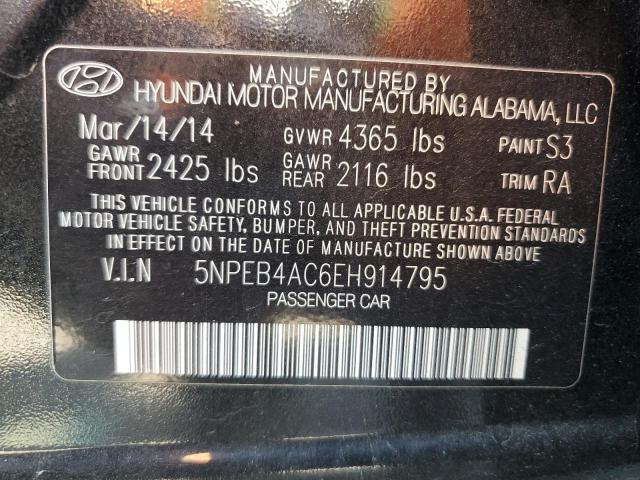 MANUFACTURED BY
HYUNDAI MOTOR MANUFACTURING ALABAMA, LLC
Mar/14/14 GVWR 4365 lbs PAINT S3
GAWR FRONT 2425 lbs GAWR REAR 2116 lbs TRIM RA
THIS VEHICLE CONFORMS TO ALL APPLICABLE U.S.A. FEDERAL
MOTOR VEHICLE SAFETY, BUMPER, AND THEFT PREVENTION STANDARDS
IN EFFECT ON THE DATE OF MANUFACTURE SHOWN ABOVE
V.I.N 5NPEB4AC6EH914795
PASSENGER CAR